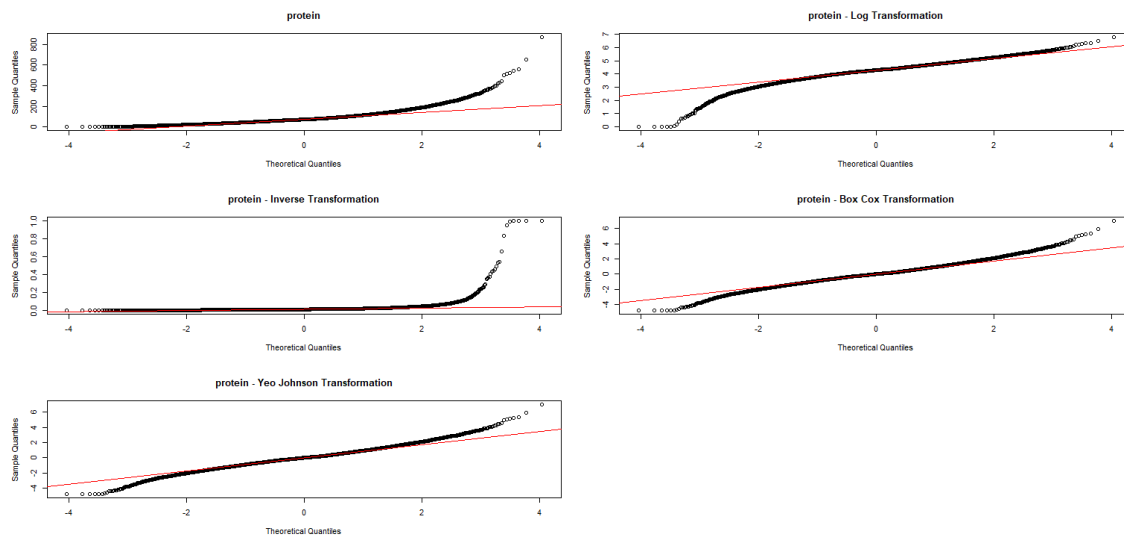 protein
Sample Quantiles
0 200 400 600 800
-4 -2 0 2 4
Theoretical Quantiles
protein - Log Transformation
Sample Quantiles
0 1 2 3 4 5 6 7
-4 -2 0 2 4
Theoretical Quantiles
protein - Inverse Transformation
Sample Quantiles
0.0 0.2 0.4 0.6 0.8 1.0
-4 -2 0 2 4
Theoretical Quantiles
protein - Box Cox Transformation
Sample Quantiles
-4 -2 0 2 4 6
-4 -2 0 2 4
Theoretical Quantiles
protein - Yeo Johnson Transformation
Sample Quantiles
-4 -2 0 2 4 6
-4 -2 0 2 4
Theoretical Quantiles